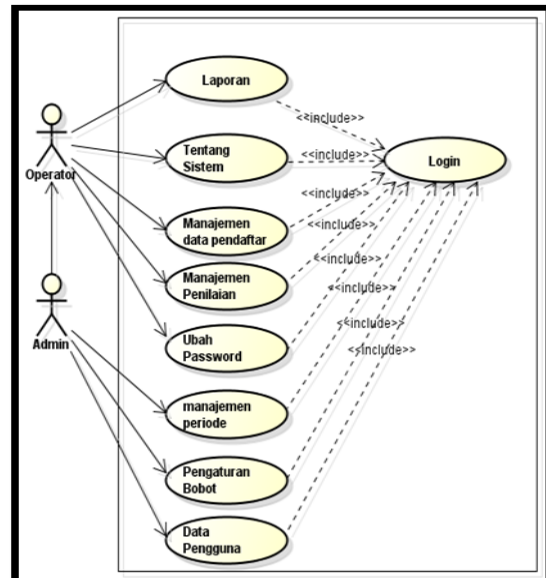 Laporan
<<include>>
Tentang
Sistem
<<include>>
Login
Operator
<<include>>
Manajemen
data pendaftar
<<include>>
Manajemen
Penilaian
<<include>>
<<include>>
Ubah
Password
<<include>>
Admin
<<include>>
manajemen
periode
Pengaturan
Bobot
Data
Pengguna